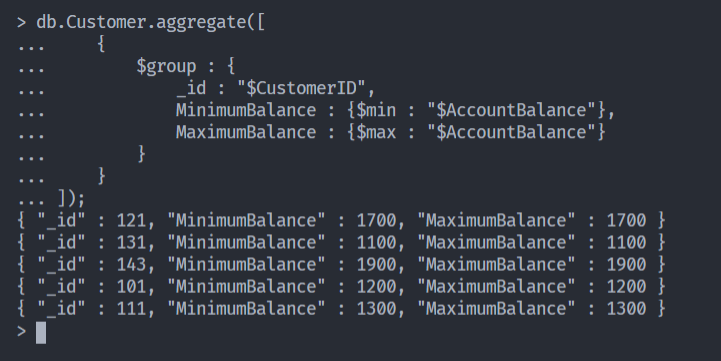 > db.Customer.aggregate([
...     {
...         $group : {
...             _id : "$CustomerID",
...             MinimumBalance : {$min : "$AccountBalance"},
...             MaximumBalance : {$max : "$AccountBalance"}
...         }
...     }
... ]);
{ "_id" : 121, "MinimumBalance" : 1700, "MaximumBalance" : 1700 }
{ "_id" : 131, "MinimumBalance" : 1100, "MaximumBalance" : 1100 }
{ "_id" : 143, "MinimumBalance" : 1900, "MaximumBalance" : 1900 }
{ "_id" : 101, "MinimumBalance" : 1200, "MaximumBalance" : 1200 }
{ "_id" : 111, "MinimumBalance" : 1300, "MaximumBalance" : 1300 }
>